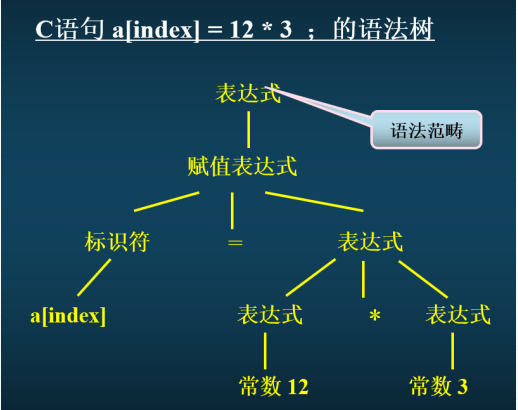 C语句 a[index] = 12 * 3 ；的语法树
表达式
语法范畴
赋值表达式
标识符 = 表达式
a[index] 表达式 * 表达式
常数 12 常数 3